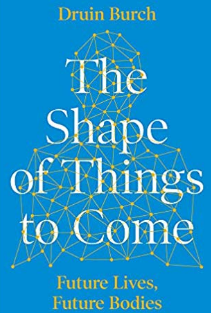 Druin Burch
The
Shape
of Things
to Come
Future Lives,
Future Bodies